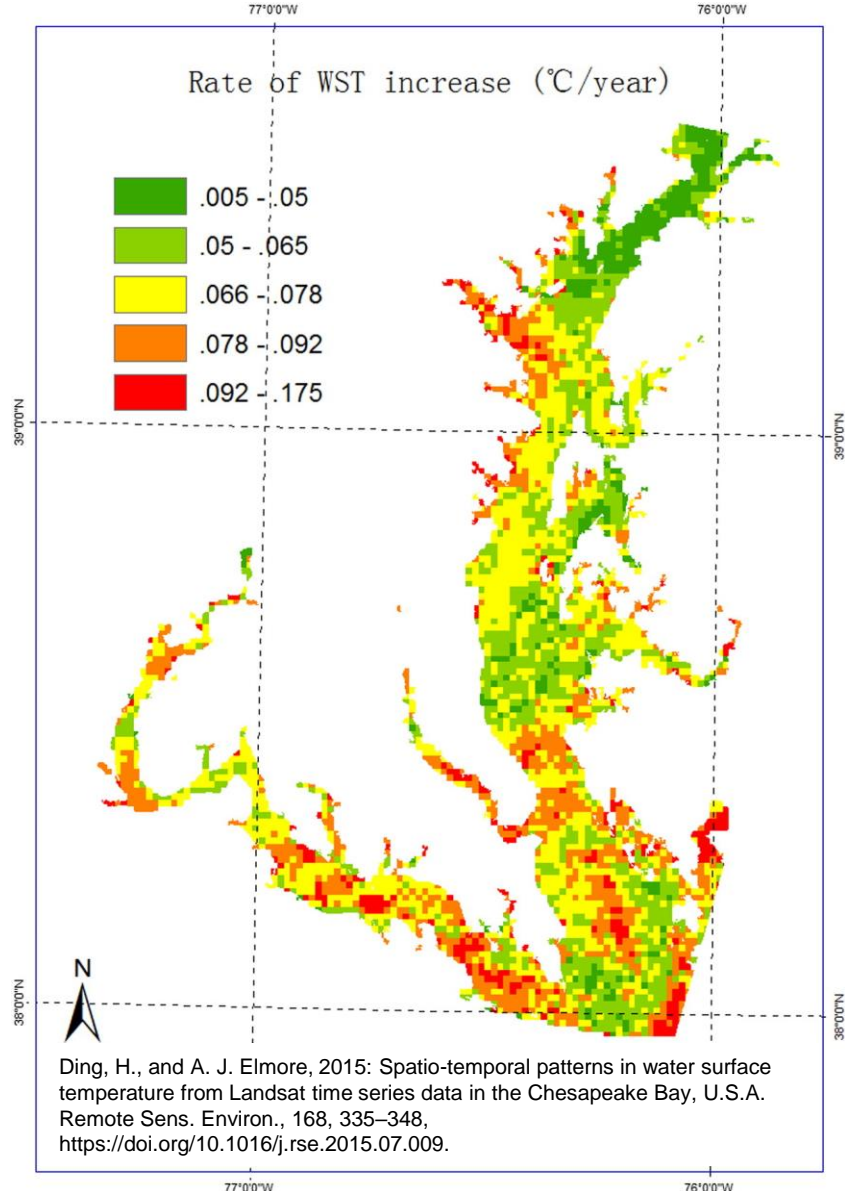 77°0'0"W 76°0'0"W
Rate of WST increase (℃/year)
.005 - .05
.05 - .065
.066 - .078
.078 - .092
.092 - .175
39°0'0"N 39°0'0"N
N
38°0'0"N 38°0'0"N
Ding, H., and A. J. Elmore, 2015: Spatio-temporal patterns in water surface
temperature from Landsat time series data in the Chesapeake Bay, U.S.A.
Remote Sens. Environ., 168, 335–348,
https://doi.org/10.1016/j.rse.2015.07.009.
77°0'0"W 76°0'0"W